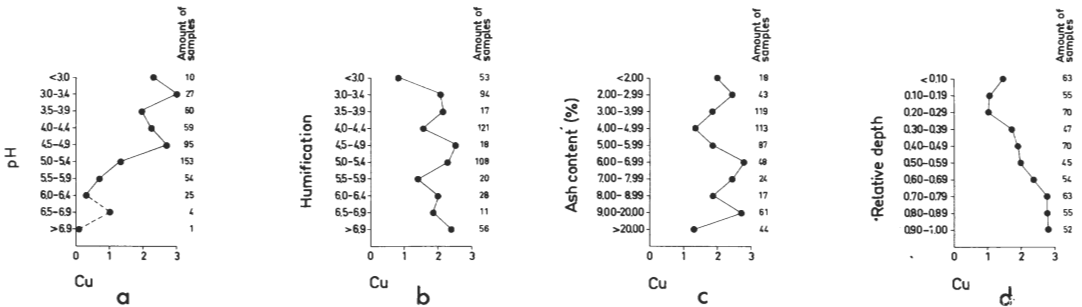 pH
Amount of samples
<3.0 10
3.0-3.4 27
3.5-3.9 60
4.0-4.4 59
4.5-4.9 95
5.0-5.4 153
5.5-5.9 54
6.0-6.4 25
6.5-6.9 4
>6.9 1
0 1 2 3
Cu
a
Humification
Amount of samples
<3.0 53
3.0-3.4 94
3.5-3.9 17
4.0-4.4 121
4.5-4.9 18
5.0-5.4 108
5.5-5.9 20
6.0-6.4 28
6.5-6.9 11
>6.9 56
0 1 2 3
Cu
b
Ash content (%)
Amount of samples
<2.00 18
2.00-2.99 43
3.00-3.99 119
4.00-4.99 113
5.00-5.99 87
6.00-6.99 48
7.00-7.99 24
8.00-8.99 17
9.00-20.00 61
>20.00 44
0 1 2 3
Cu
c
Relative depth
Amount of samples
<0.10 63
0.10-0.19 55
0.20-0.29 70
0.30-0.39 47
0.40-0.49 70
0.50-0.59 45
0.60-0.69 54
0.70-0.79 63
0.80-0.89 55
0.90-1.00 52
0 1 2 3
Cu
d